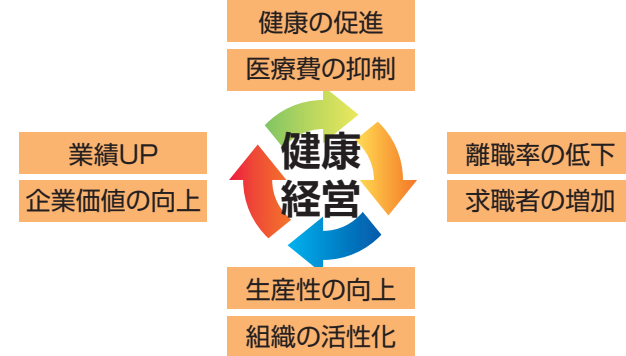 健康の促進
医療費の抑制
業績UP
企業価値の向上
健康
経営
離職率の低下
求職者の増加
生産性の向上
組織の活性化